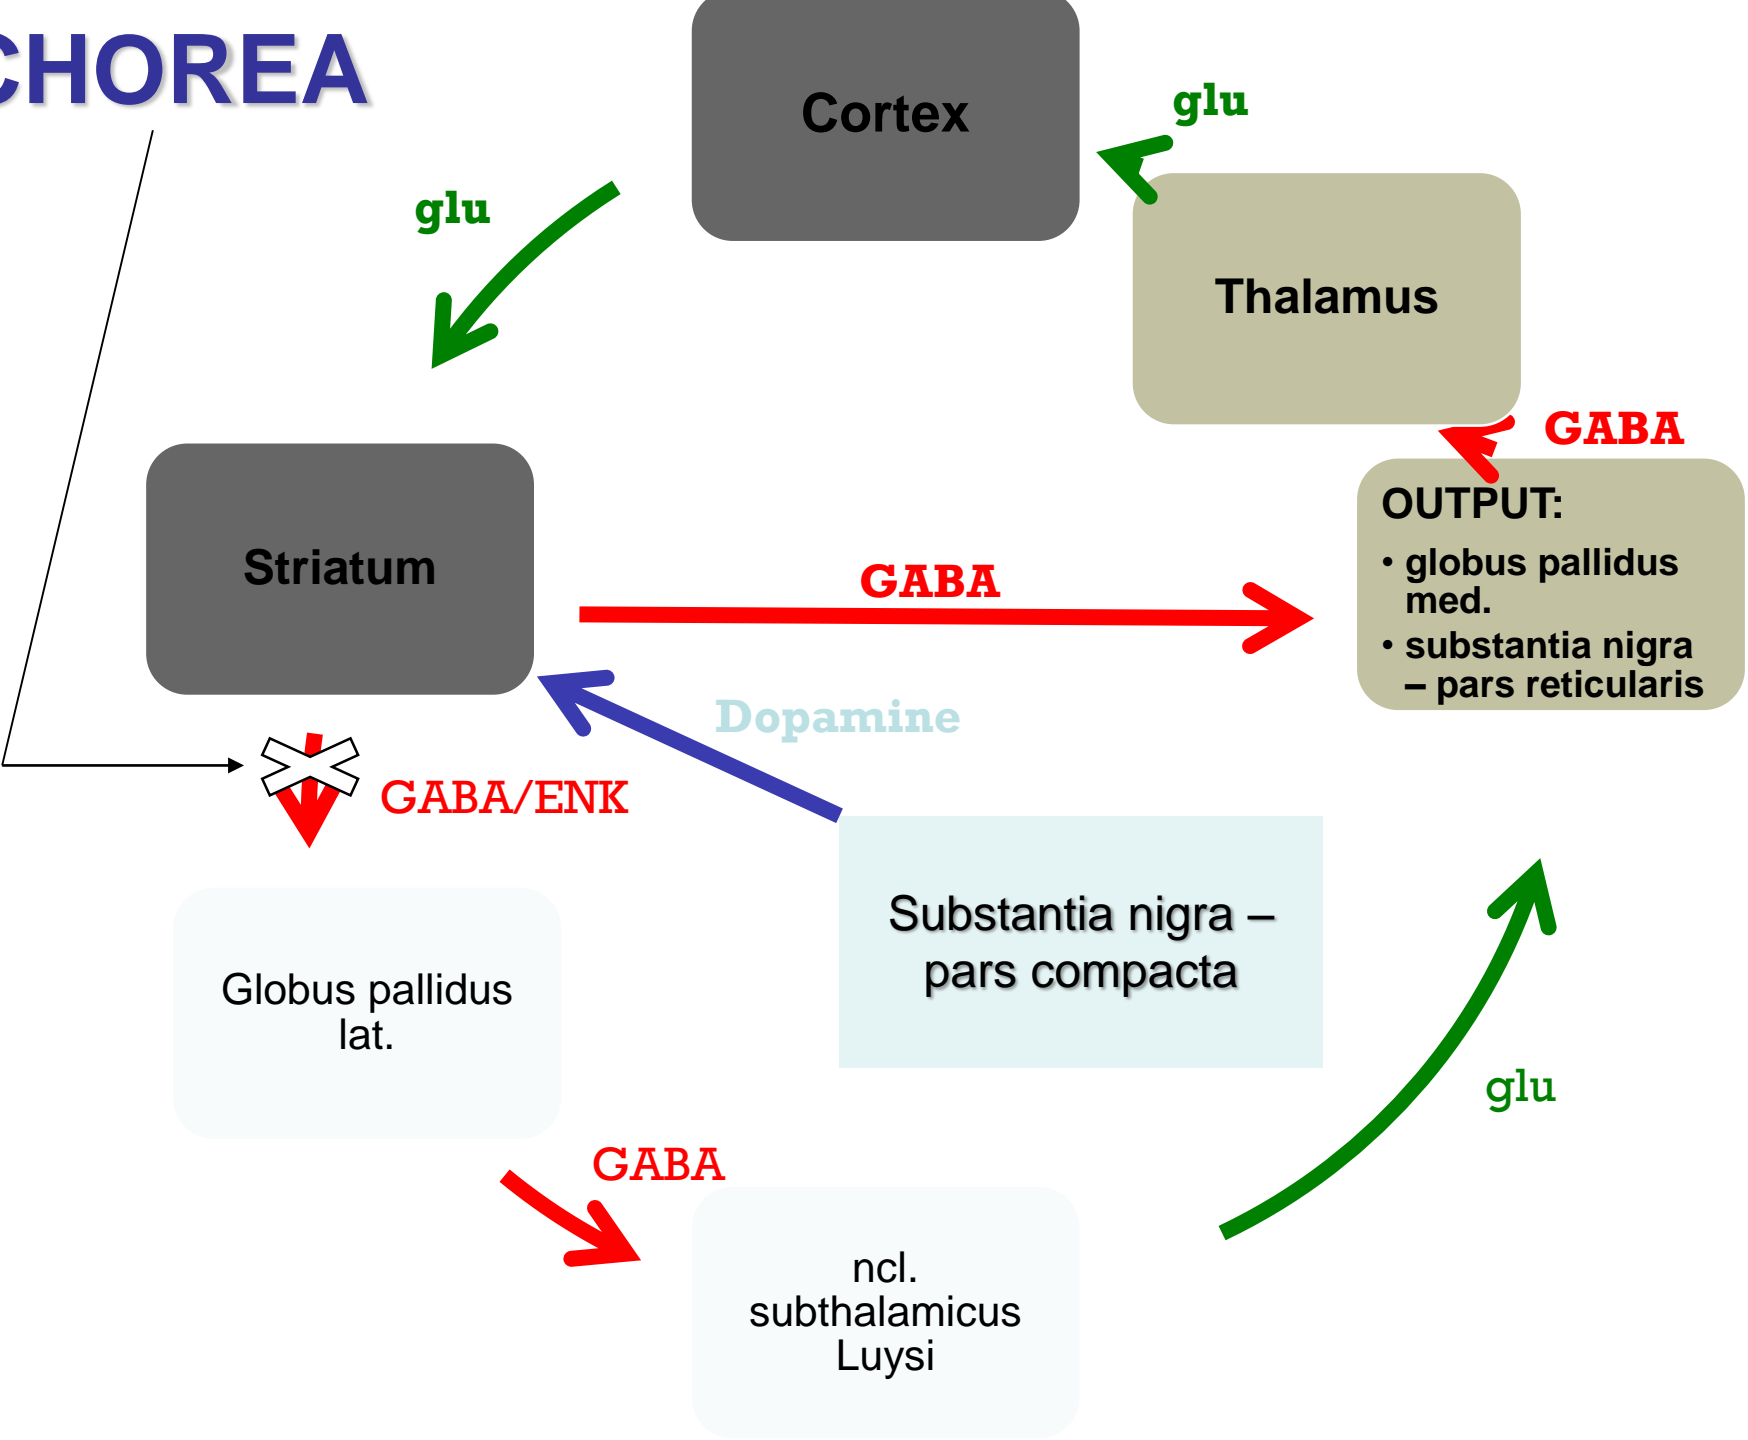 CHOREA
Cortex
glu
glu
Thalamus
GABA
Striatum
GABA
OUTPUT:
• globus pallidus
med.
• substantia nigra
– pars reticularis
Dopamine
GABA/ENK
Substantia nigra –
pars compacta
Globus pallidus
lat.
glu
GABA
ncl.
subthalamicus
Luysi